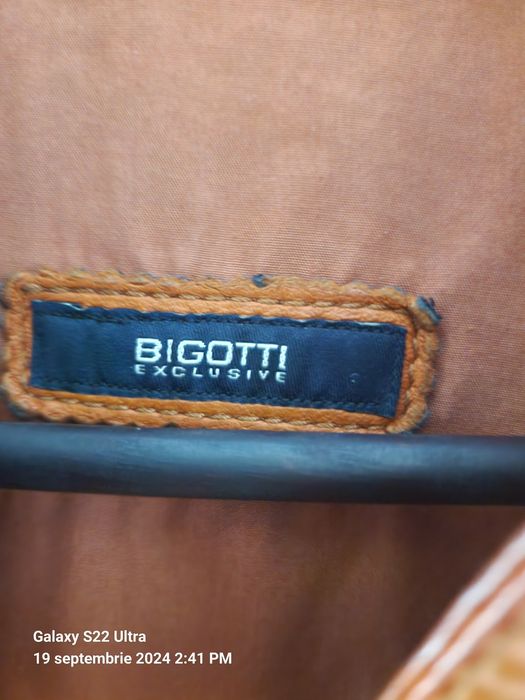 BIGOTTI
EXCLUSIVE
Galaxy S22 Ultra
19 septembrie 2024 2:41 PM